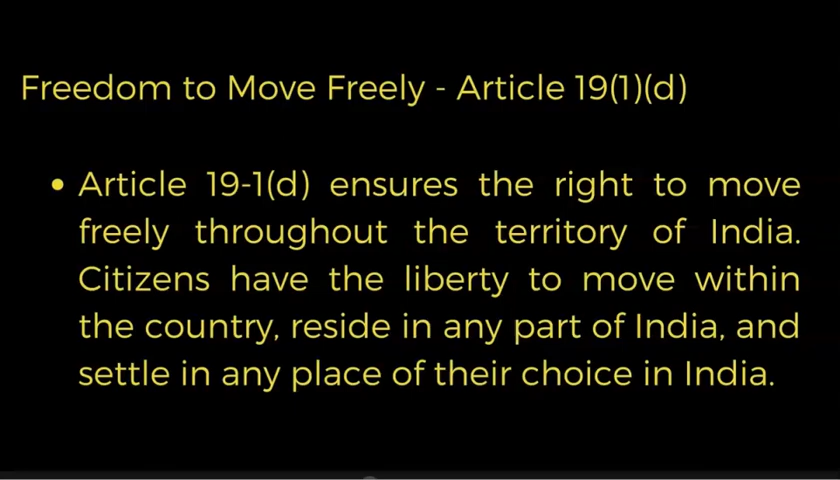 Freedom to Move Freely - Article 19(1)(d)
• Article 19-1(d) ensures the right to move
freely throughout the territory of India.
Citizens have the liberty to move within
the country, reside in any part of India, and
settle in any place of their choice in India.